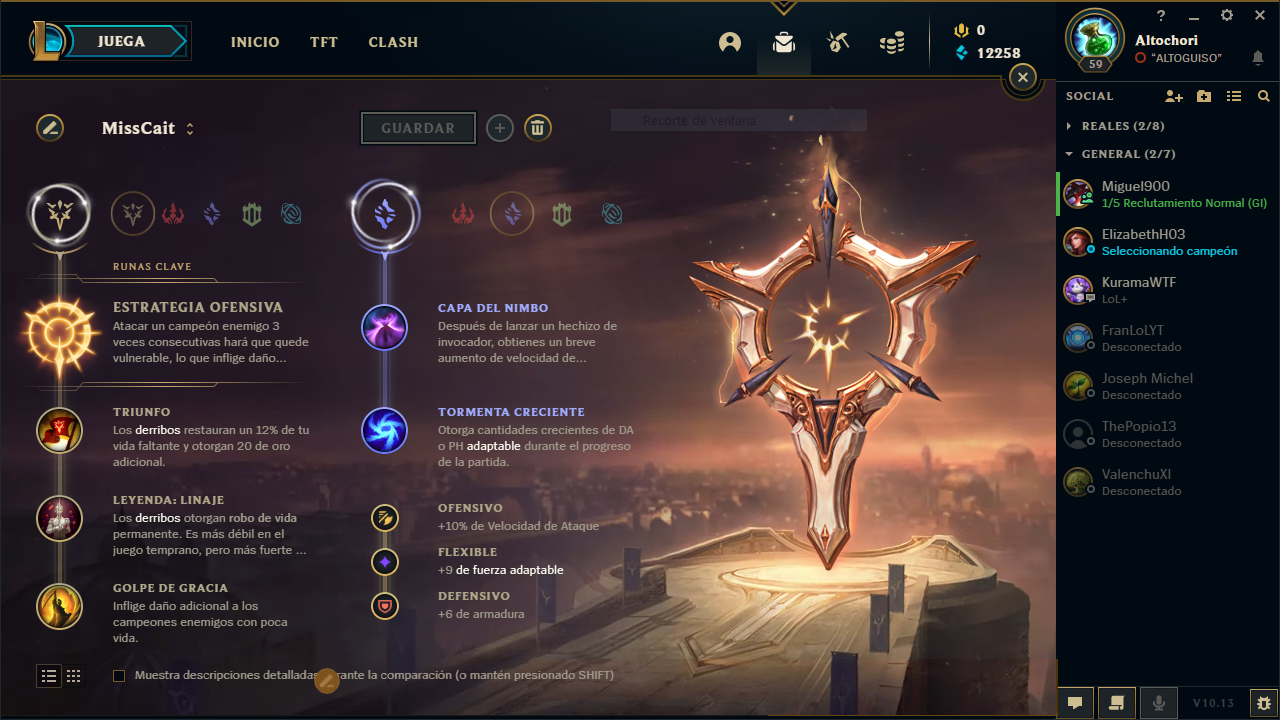 JUEGA
INICIO
TFT
CLASH
0
12258
?
Altochori
"ALTOGUISO"
59
MissCait
GUARDAR
Recorte de ventana
SOCIAL
REALES (2/8)
GENERAL (2/7)
Miguel900
1/5 Reclutamiento Normal (GI)
ElizabethH03
Seleccionando campeón
KuramaWTF
LoL+
FranLoLYT
Desconectado
Joseph Michel
Desconectado
ThePopio13
Desconectado
ValenchuXI
Desconectado
RUNAS CLAVE
ESTRATEGIA OFENSIVA
Atacar un campeón enemigo 3
veces consecutivas hará que quede
vulnerable, lo que inflige daño...
TRIUNFO
Los derribos restauran un 12% de tu
vida faltante y otorgan 20 de oro
adicional.
LEYENDA: LINAJE
Los derribos otorgan robo de vida
permanente. Es más débil en el
juego temprano, pero más fuerte ...
GOLPE DE GRACIA
Inflige daño adicional a los
campeones enemigos con poca
vida.
CAPA DEL NIMBO
Después de lanzar un hechizo de
invocador, obtienes un breve
aumento de velocidad de...
TORMENTA CRECIENTE
Otorga cantidades crecientes de DA
o PH adaptable durante el progreso
de la partida.
OFENSIVO
+10% de Velocidad de Ataque
FLEXIBLE
+9 de fuerza adaptable
DEFENSIVO
+6 de armadura
Muestra descripciones detalladas rante la comparación (o mantén presionado SHIFT)
V10.13